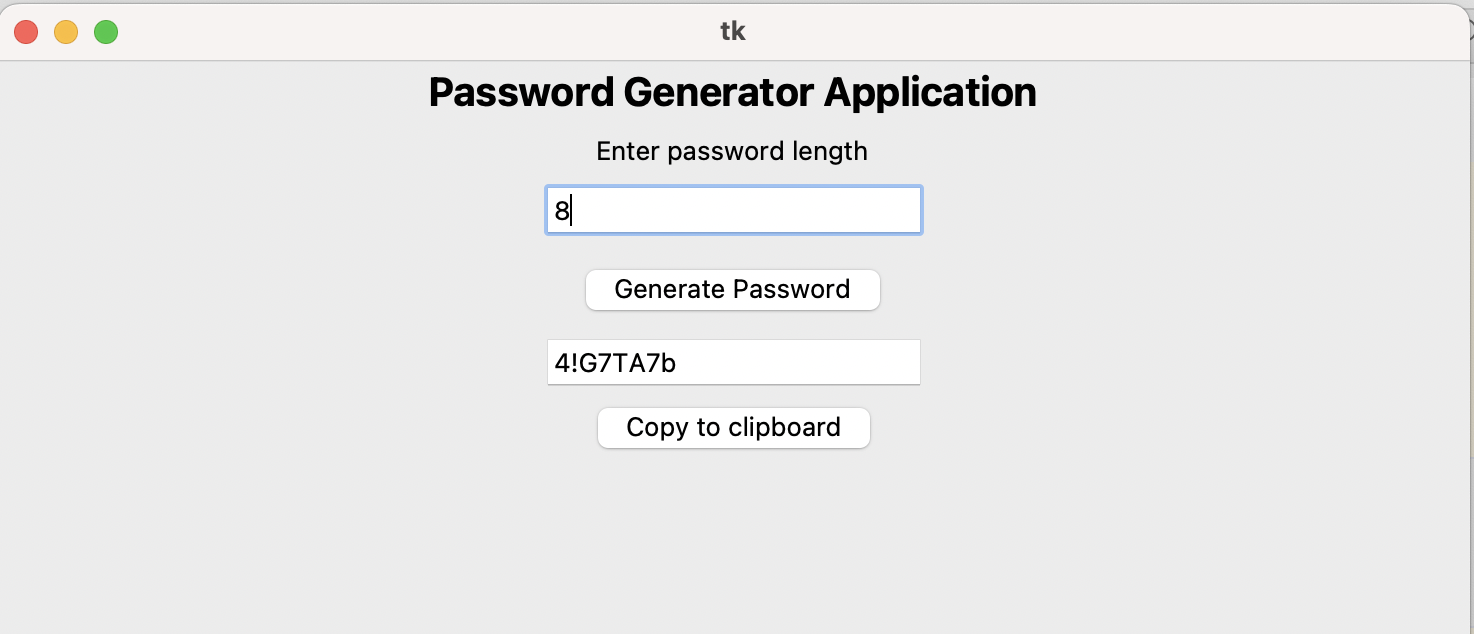 tk
Password Generator Application
Enter password length
8
Generate Password
4!G7TA7b
Copy to clipboard